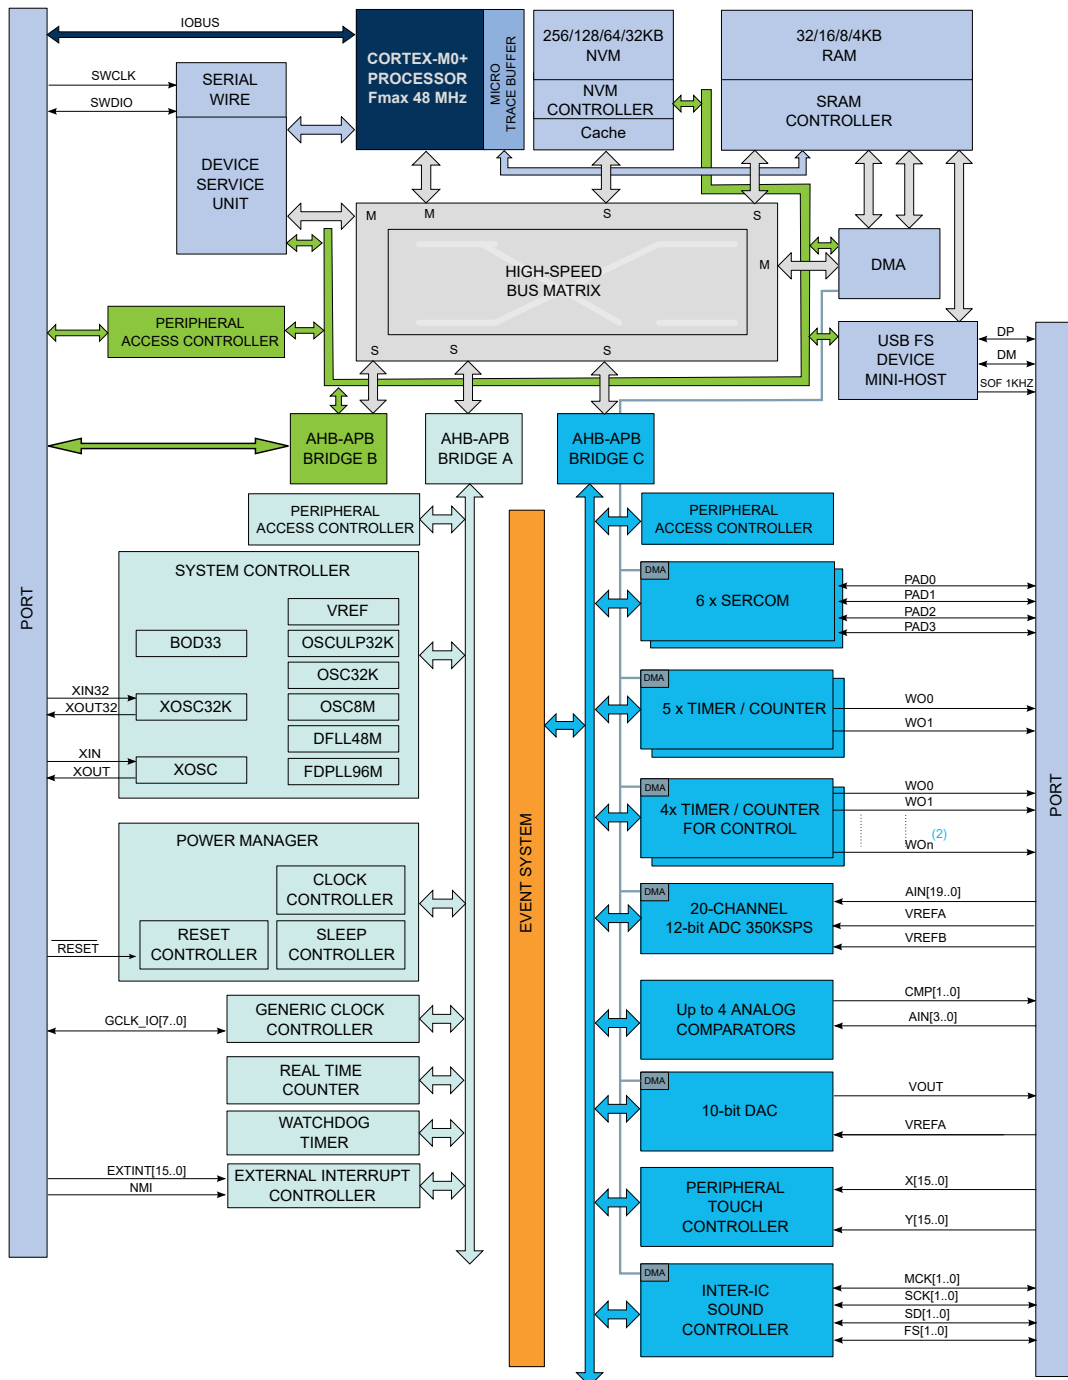 IOBUS
CORTEX-M0+
PROCESSOR
Fmax 48 MHz
MICRO
TRACE BUFFER
256/128/64/32KB
NVM
NVM
CONTROLLER
Cache
32/16/8/4KB
RAM
SRAM
CONTROLLER
SWCLK
SWDIO
SERIAL
WIRE
DEVICE
SERVICE
UNIT
M
M
S
S
HIGH-SPEED
BUS MATRIX
M
DMA
PERIPHERAL
ACCESS CONTROLLER
S
S
S
USB FS
DEVICE
MINI-HOST
DP
DM
SOF 1KHZ
AHB-APB
BRIDGE B
AHB-APB
BRIDGE A
AHB-APB
BRIDGE C
PERIPHERAL
ACCESS CONTROLLER
PERIPHERAL
ACCESS CONTROLLER
PORT
SYSTEM CONTROLLER
VREF
BOD33
OSCULP32K
OSC32K
XIN32
XOUT32
XOSC32K
OSC8M
DFLL48M
XIN
XOUT
XOSC
FDPLL96M
EVENT SYSTEM
DMA
6 x SERCOM
PAD0
PAD1
PAD2
PAD3
DMA
5 x TIMER / COUNTER
WO0
WO1
DMA
4x TIMER / COUNTER
FOR CONTROL
WO0
WO1
(2)
WOn
PORT
POWER MANAGER
CLOCK
CONTROLLER
RESET
RESET
CONTROLLER
SLEEP
CONTROLLER
DMA
20-CHANNEL
12-bit ADC 350KSPS
AIN[19..0]
VREFA
VREFB
GCLK_IO[7..0]
GENERIC CLOCK
CONTROLLER
Up to 4 ANALOG
COMPARATORS
CMP[1..0]
AIN[3..0]
REAL TIME
COUNTER
DMA
10-bit DAC
VOUT
VREFA
WATCHDOG
TIMER
EXTINT[15..0]
NMI
EXTERNAL INTERRUPT
CONTROLLER
PERIPHERAL
TOUCH
CONTROLLER
X[15..0]
Y[15..0]
DMA
INTER-IC
SOUND
CONTROLLER
MCK[1..0]
SCK[1..0]
SD[1..0]
FS[1..0]